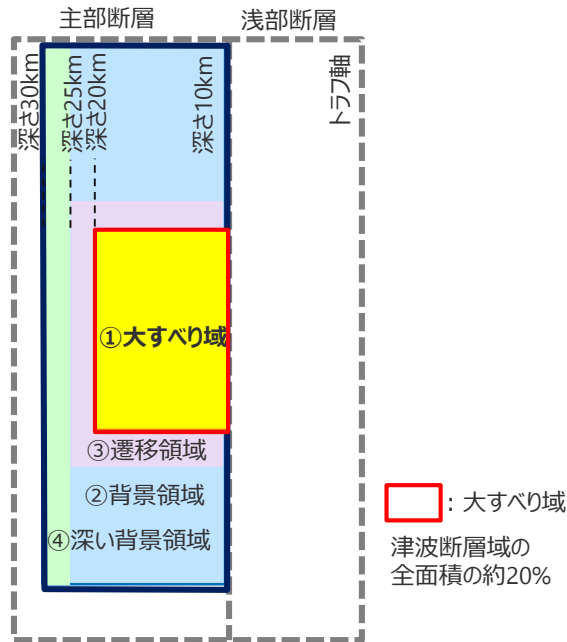 主部断層
浅部断層
深さ30km
深さ25km
深さ20km
深さ10km
トラフ軸
①大すべり域
③遷移領域
②背景領域
④深い背景領域
：大すべり域
津波断層域の
全面積の約20%